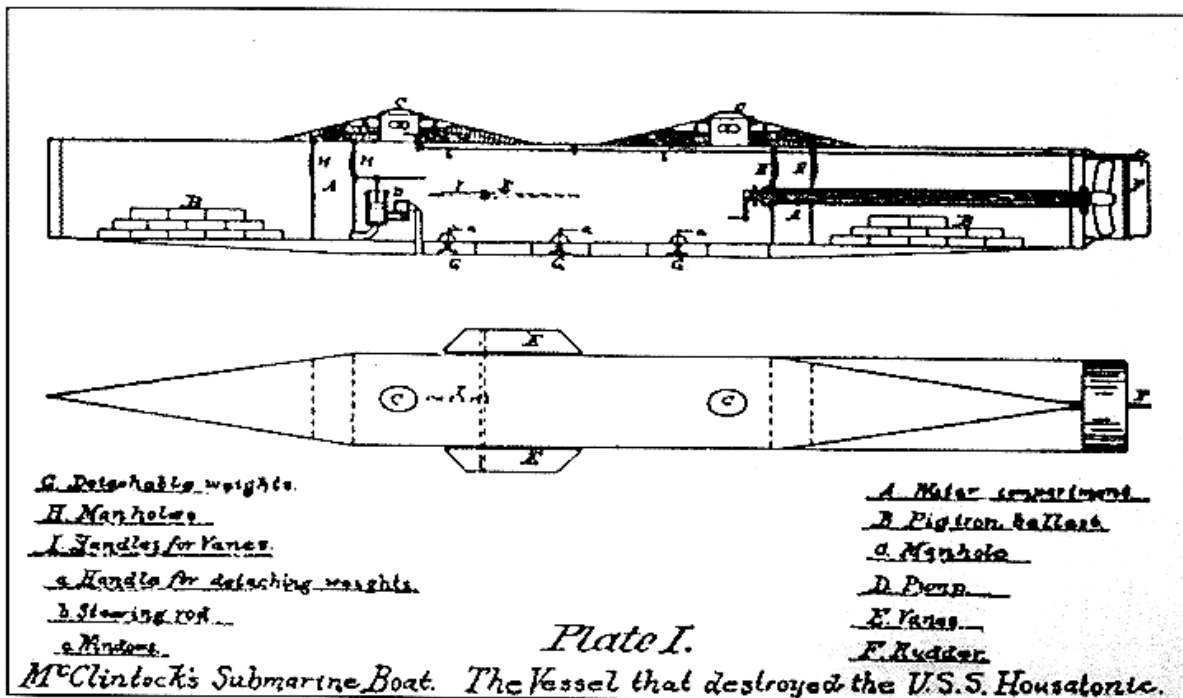 C
C
H
H
A
B
D
I
E
a
a
a
G
G
G
H
H
A
B
F
E
C
C
F
E
G. Detachable weights.
H. Manholes
I. Handles for Vanes.
a Handle for detaching weights.
b Steering rod
c Windows
A Water compartment
B Pig iron ballast
C. Manhole
D. Pump
E. Vanes
F. Rudder.
Plate I.
McClintock's Submarine Boat. The Vessel that destroyed the U.S.S. Housatonic.